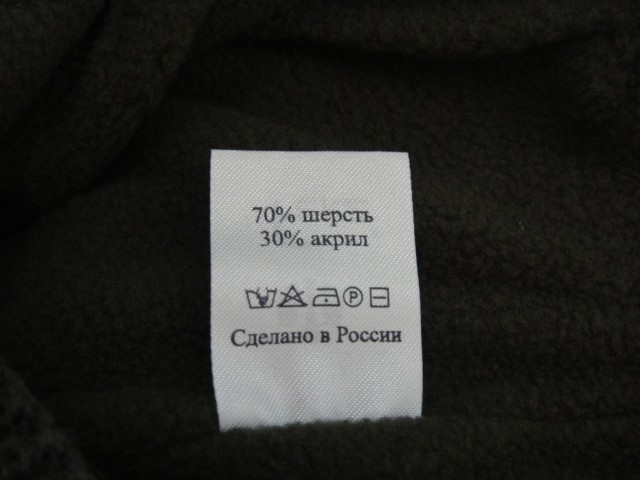 70% шерсть
30% акрил
P
Сделано в России